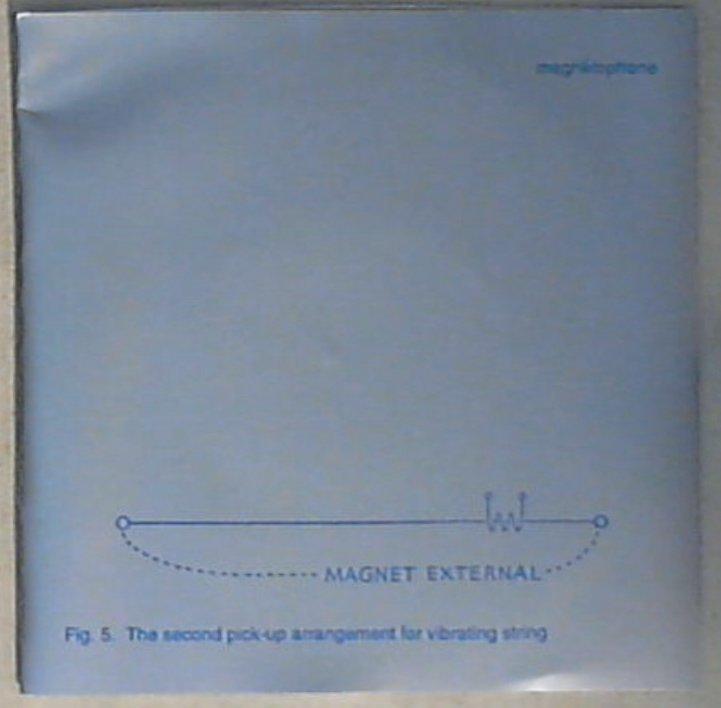 magnétophone
MAGNET EXTERNAL
Fig. 5. The second pick-up arrangement for vibrating string